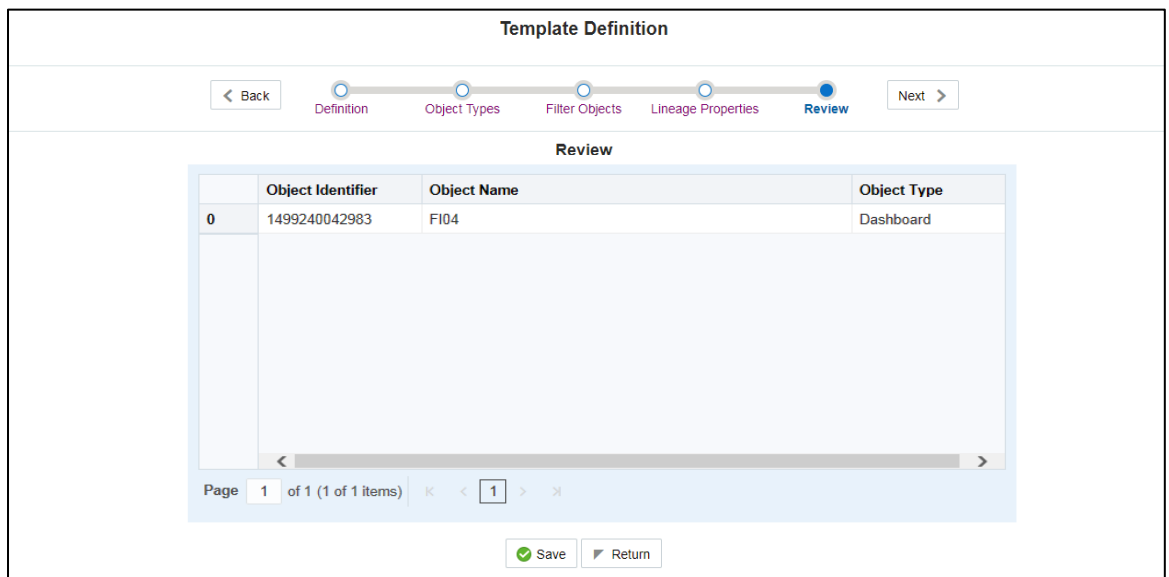 Template Definition
Back
Definition
Object Types
Filter Objects
Lineage Properties
Review
Next
Review
Object Identifier Object Name Object Type
0 1499240042983 FI04 Dashboard
Page 1 of 1 (1 of 1 items) 1
Save Return